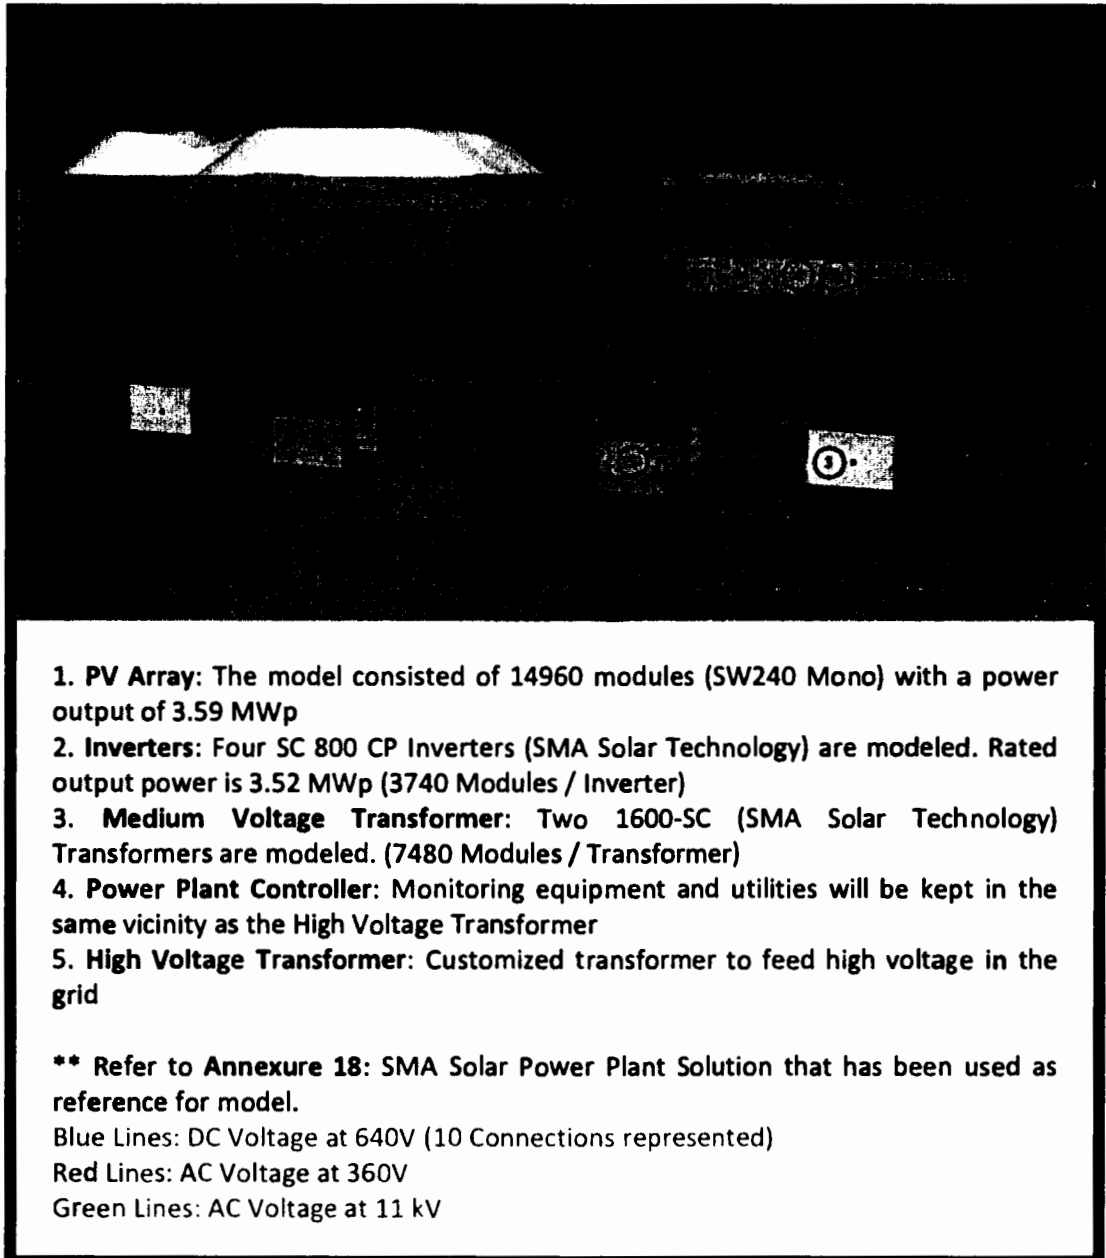 3
1. PV Array: The model consisted of 14960 modules (SW240 Mono) with a power
output of 3.59 MWp
2. Inverters: Four SC 800 CP Inverters (SMA Solar Technology) are modeled. Rated
output power is 3.52 MWp (3740 Modules / Inverter)
3. Medium Voltage Transformer: Two 1600-SC (SMA Solar Technology)
Transformers are modeled. (7480 Modules / Transformer)
4. Power Plant Controller: Monitoring equipment and utilities will be kept in the
same vicinity as the High Voltage Transformer
5. High Voltage Transformer: Customized transformer to feed high voltage in the
grid
** Refer to Annexure 18: SMA Solar Power Plant Solution that has been used as
reference for model.
Blue Lines: DC Voltage at 640V (10 Connections represented)
Red Lines: AC Voltage at 360V
Green Lines: AC Voltage at 11 kV